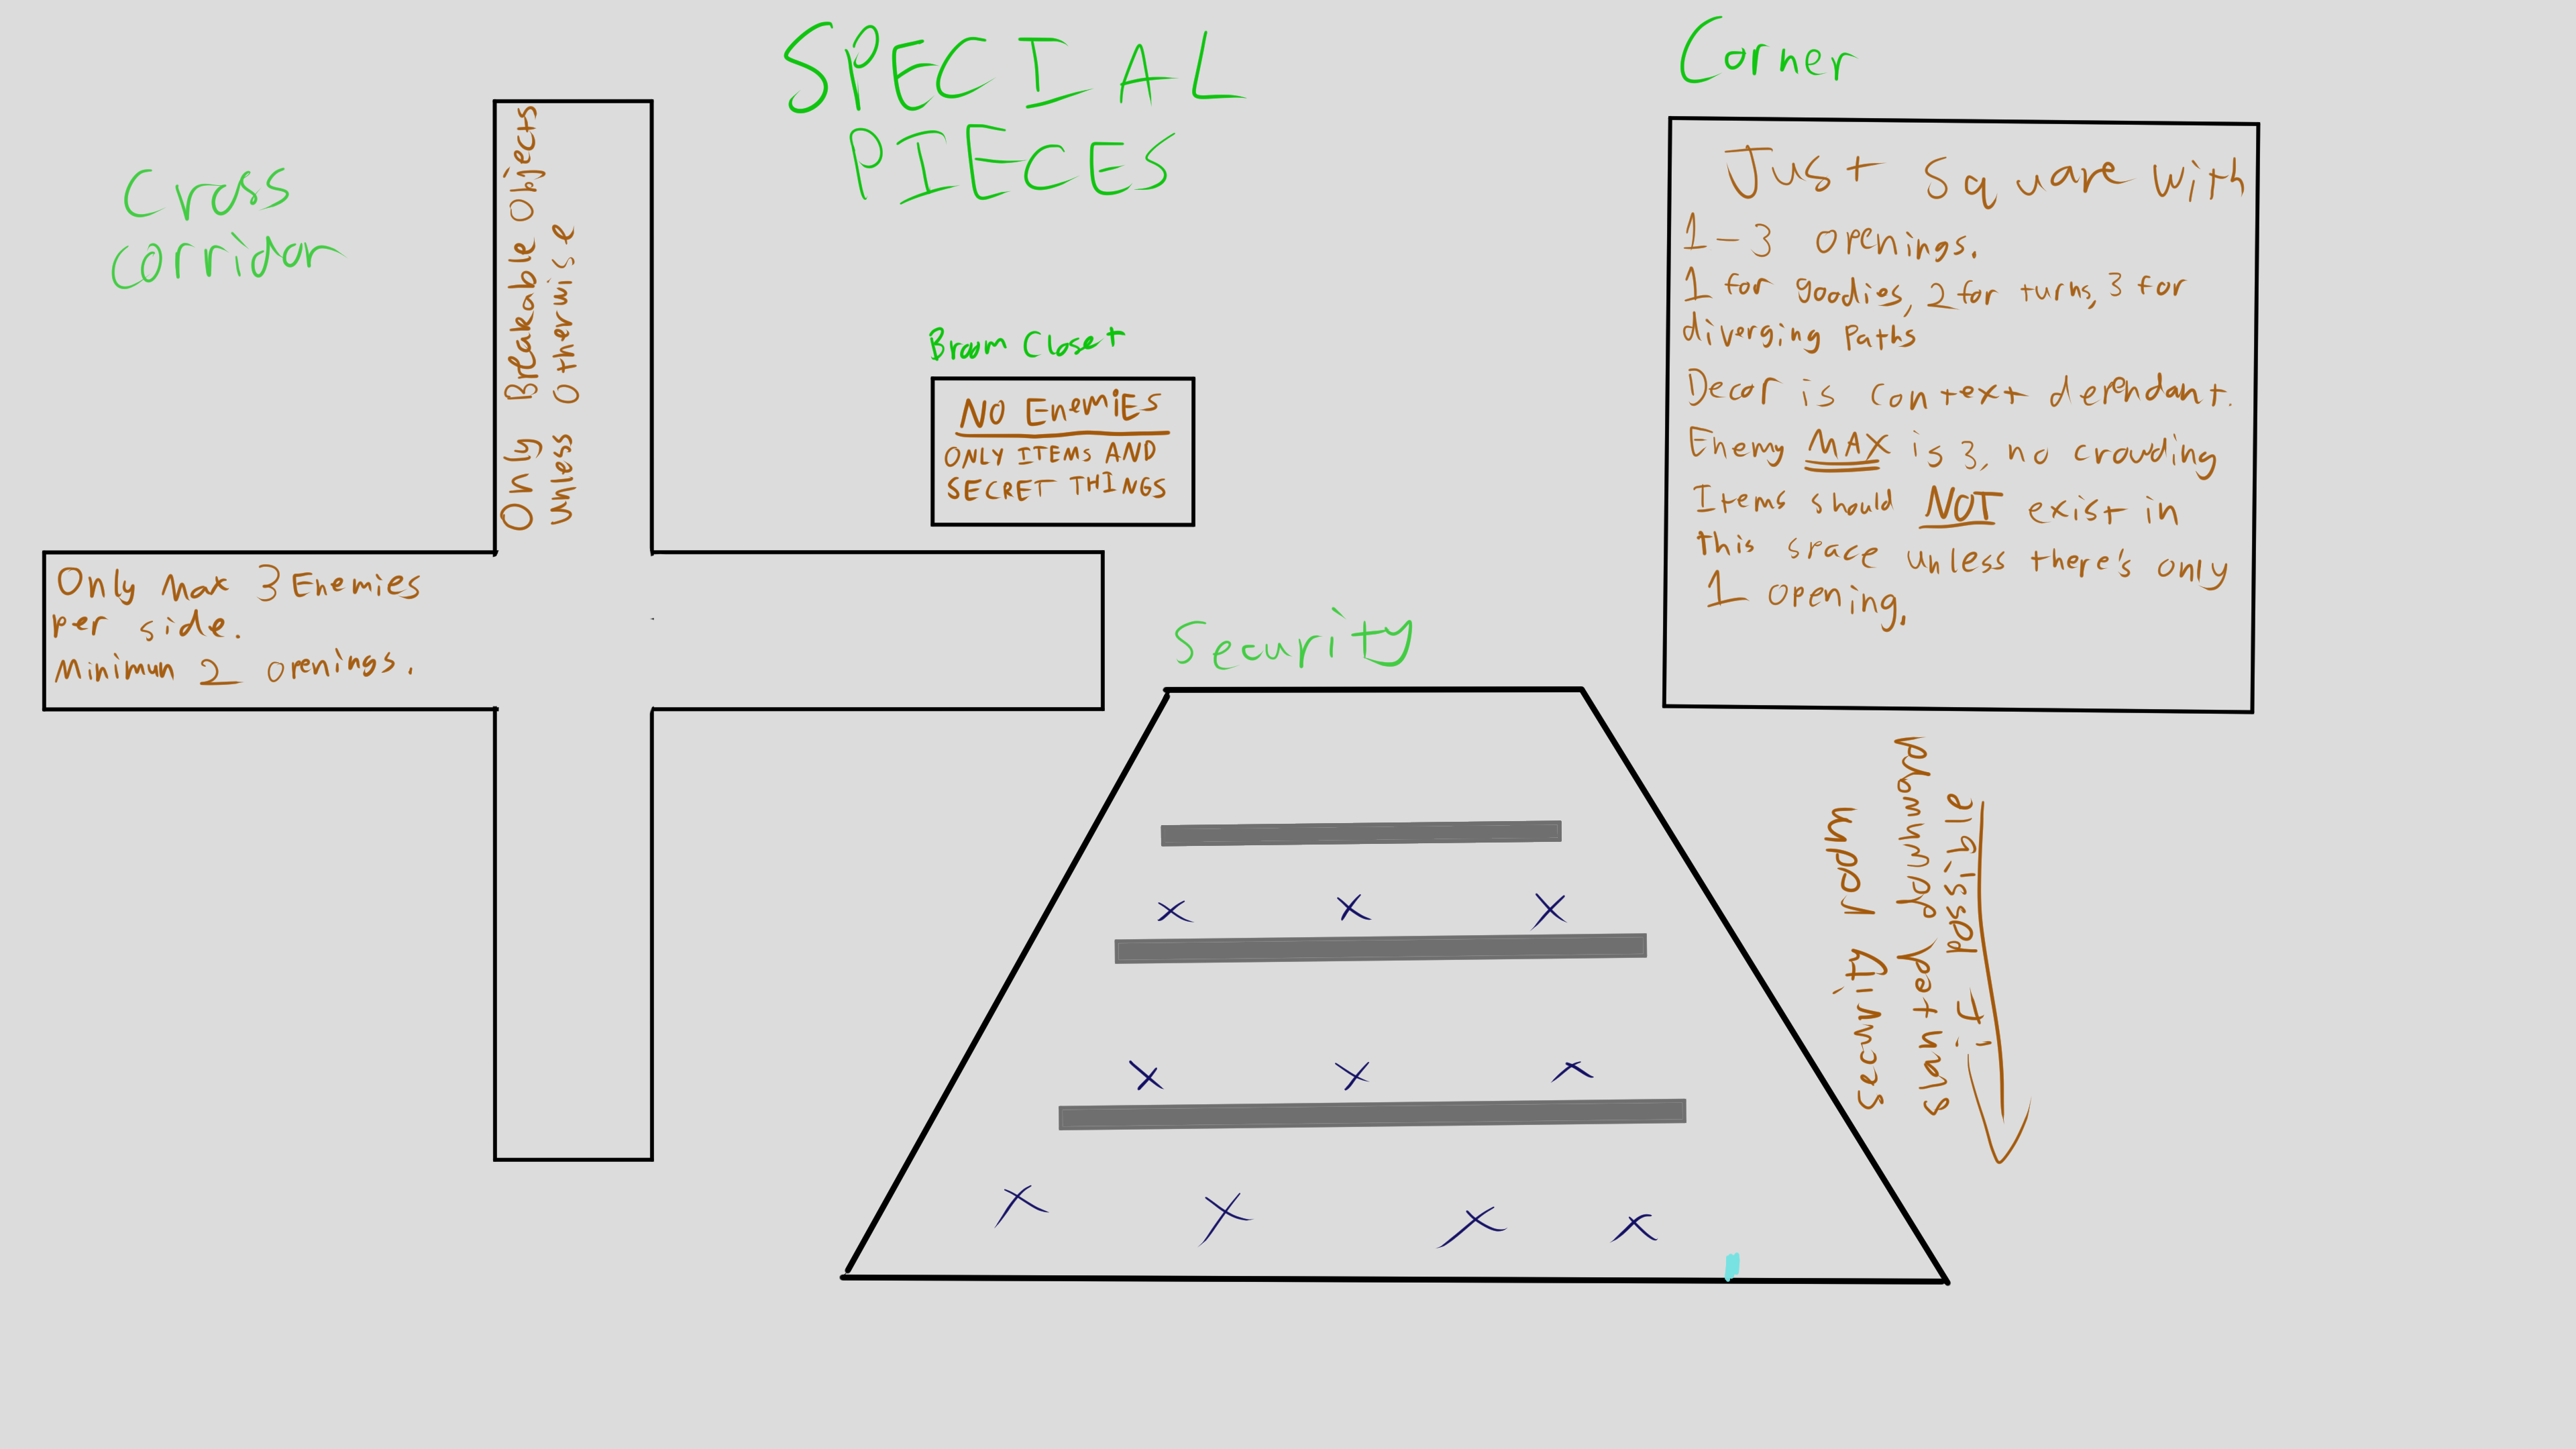 SPECIAL
PIECES
Cross
corridor
Only Breakable Objects
unless Otherwise
Only Max 3 Enemies
per side.
Minimun 2 openings.
Broom Closet
NO EnemiES
ONLY ITEMS AND
SECRET THINGS
Corner
Just Square with
1-3 openings.
1 for goodies, 2 for turns, 3 for
diverging Paths
Decor is context dependant.
Enemy MAX is 3, no crowding
Items should NOT exist in
this space unless there's only
1 opening.
Security
security room
slanted downward
if possible